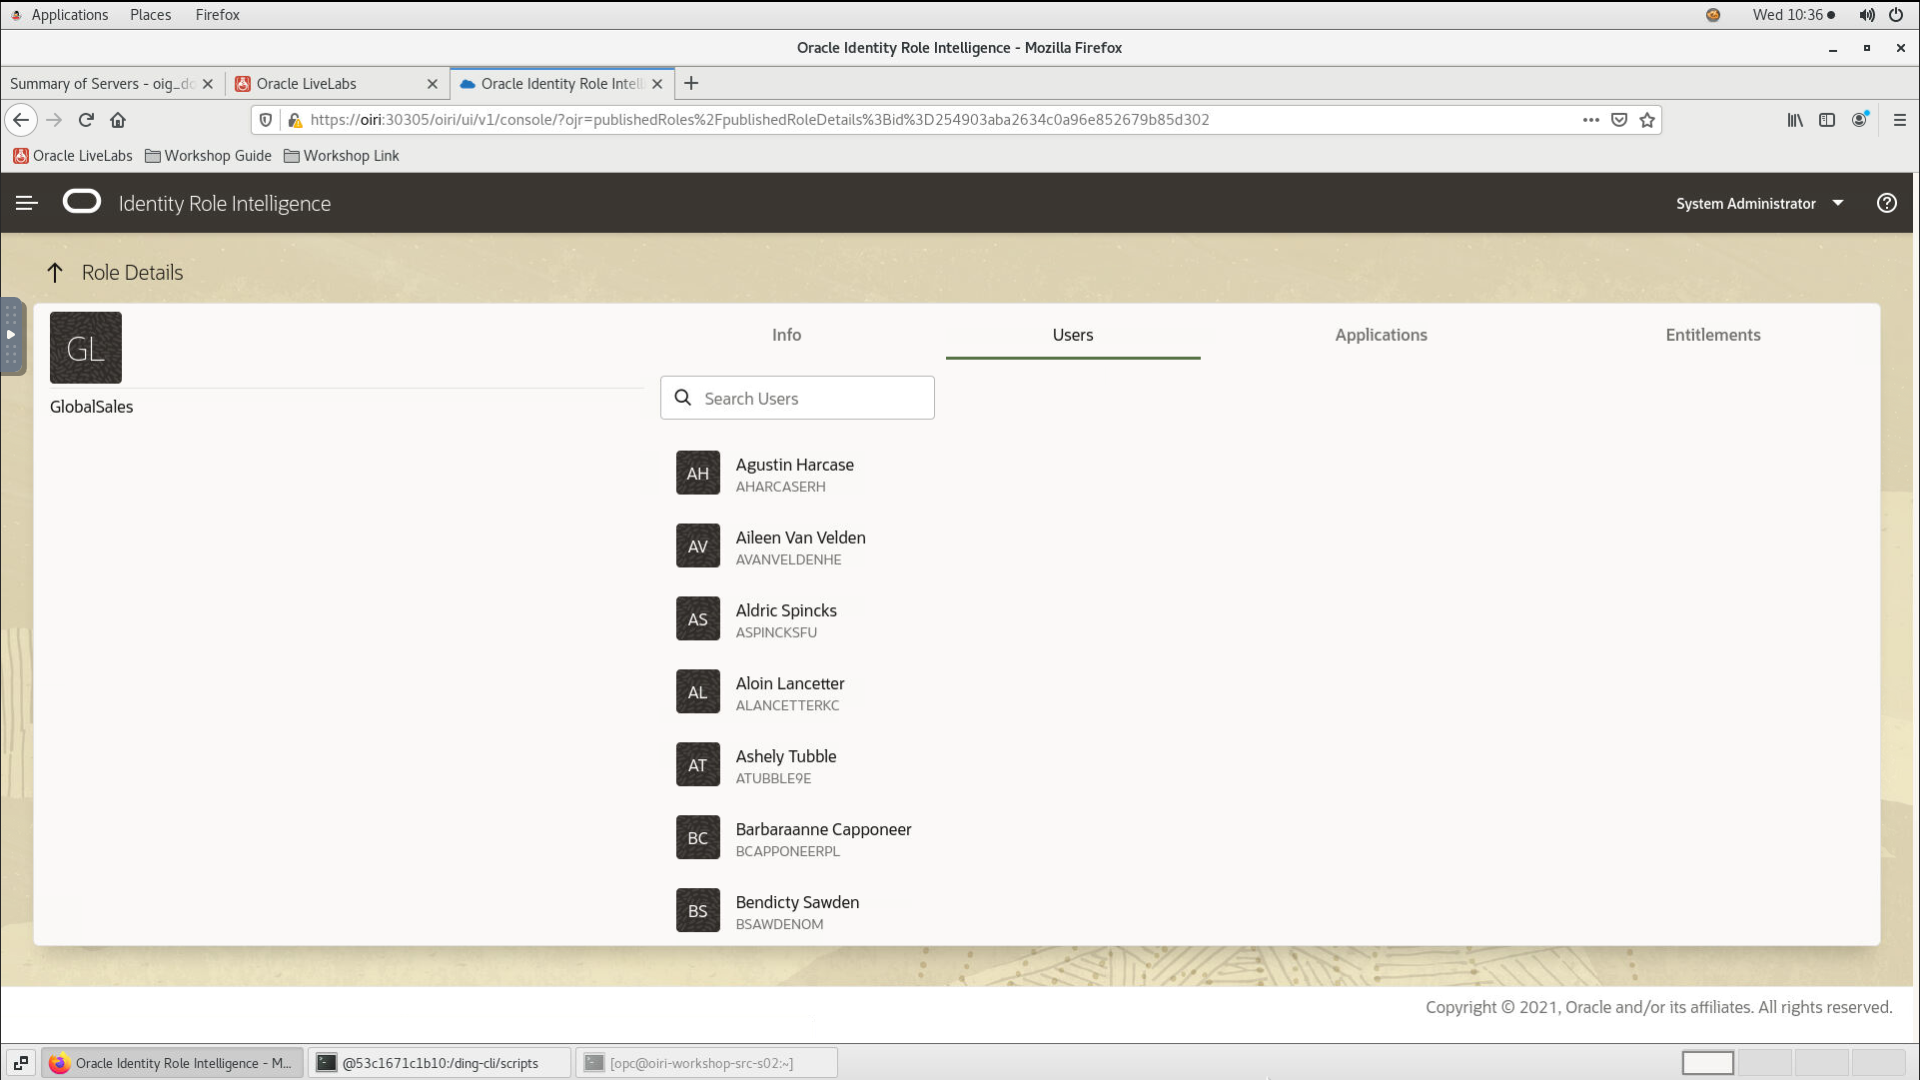 Applications Places Firefox Wed 10:36
Oracle Identity Role Intelligence - Mozilla Firefox
Summary of Servers - oig_do Oracle LiveLabs Oracle Identity Role Intell
https://oiri:30305/oiri/ui/v1/console/?ojr=publishedRoles%2FpublishedRoleDetails%3Bid%3D254903aba2634c0a96e852679b85d302
Oracle LiveLabs Workshop Guide Workshop Link
Identity Role Intelligence System Administrator
Role Details
GL
GlobalSales
Info Users Applications Entitlements
Search Users
AH Agustin Harcase
AHARCASERH
AV Aileen Van Velden
AVANVELDENHE
AS Aldric Spincks
ASPINCKSFU
AL Aloin Lancetter
ALANCETTERKC
AT Ashely Tubble
ATUBBLE9E
BC Barbaraanne Capponeer
BCAPPONEERPL
BS Bendicty Sawden
BSAWDENOM
Copyright © 2021, Oracle and/or its affiliates. All rights reserved.
Oracle Identity Role Intelligence - M... @53c1671c1b10:/ding-cli/scripts [opc@oiri-workshop-src-s02:~]